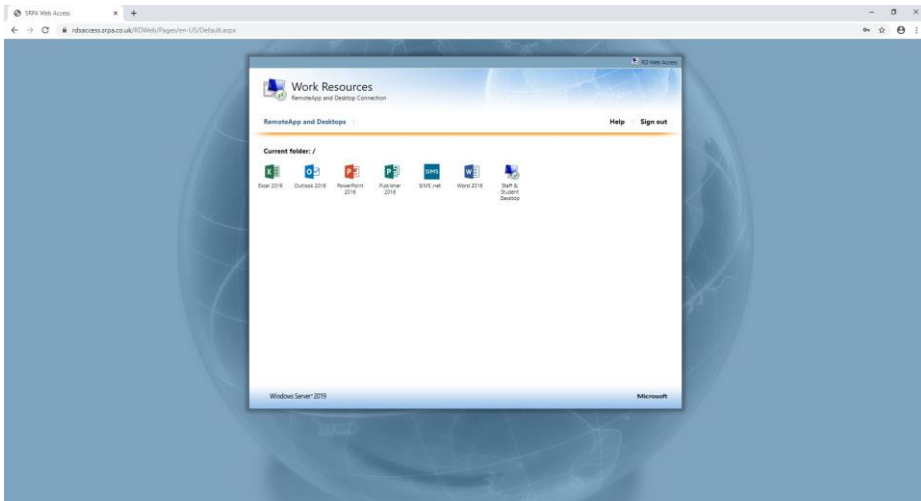 SRPA Web Access
rdsaccess.srpa.co.uk/RDWeb/Pages/en-US/Default.aspx
RD Web Access
Work Resources
RemoteApp and Desktop Connection
RemoteApp and Desktops
Help Sign out
Current folder: /
Excel 2016 Outlook 2016 PowerPoint 2016 Publisher 2016 SIMS .net Word 2016 Staff & Student Desktop
SIMS
Windows Server® 2019 Microsoft